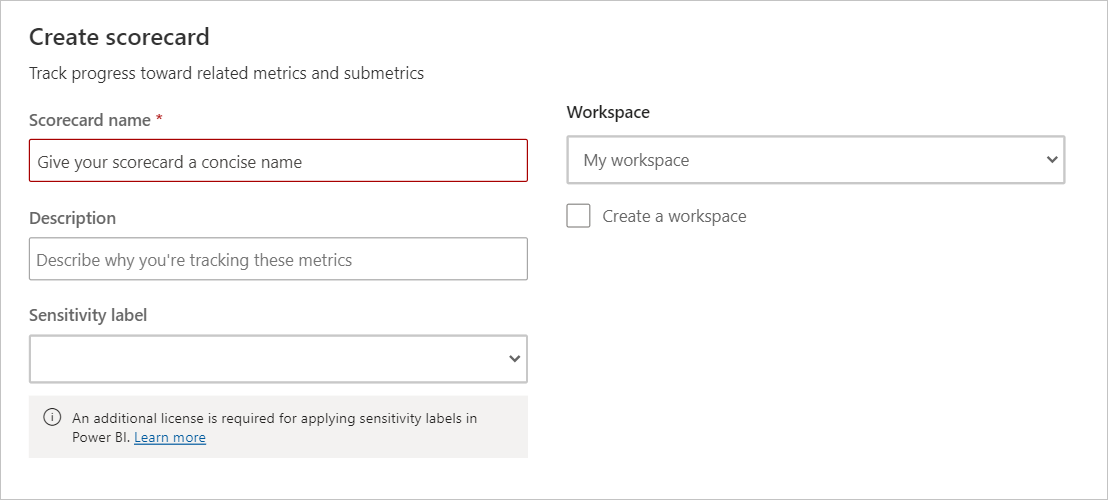 Create scorecard
Track progress toward related metrics and submetrics
Scorecard name *
Give your scorecard a concise name
Description
Describe why you're tracking these metrics
Sensitivity label
An additional license is required for applying sensitivity labels in
Power BI. Learn more
Workspace
My workspace
Create a workspace